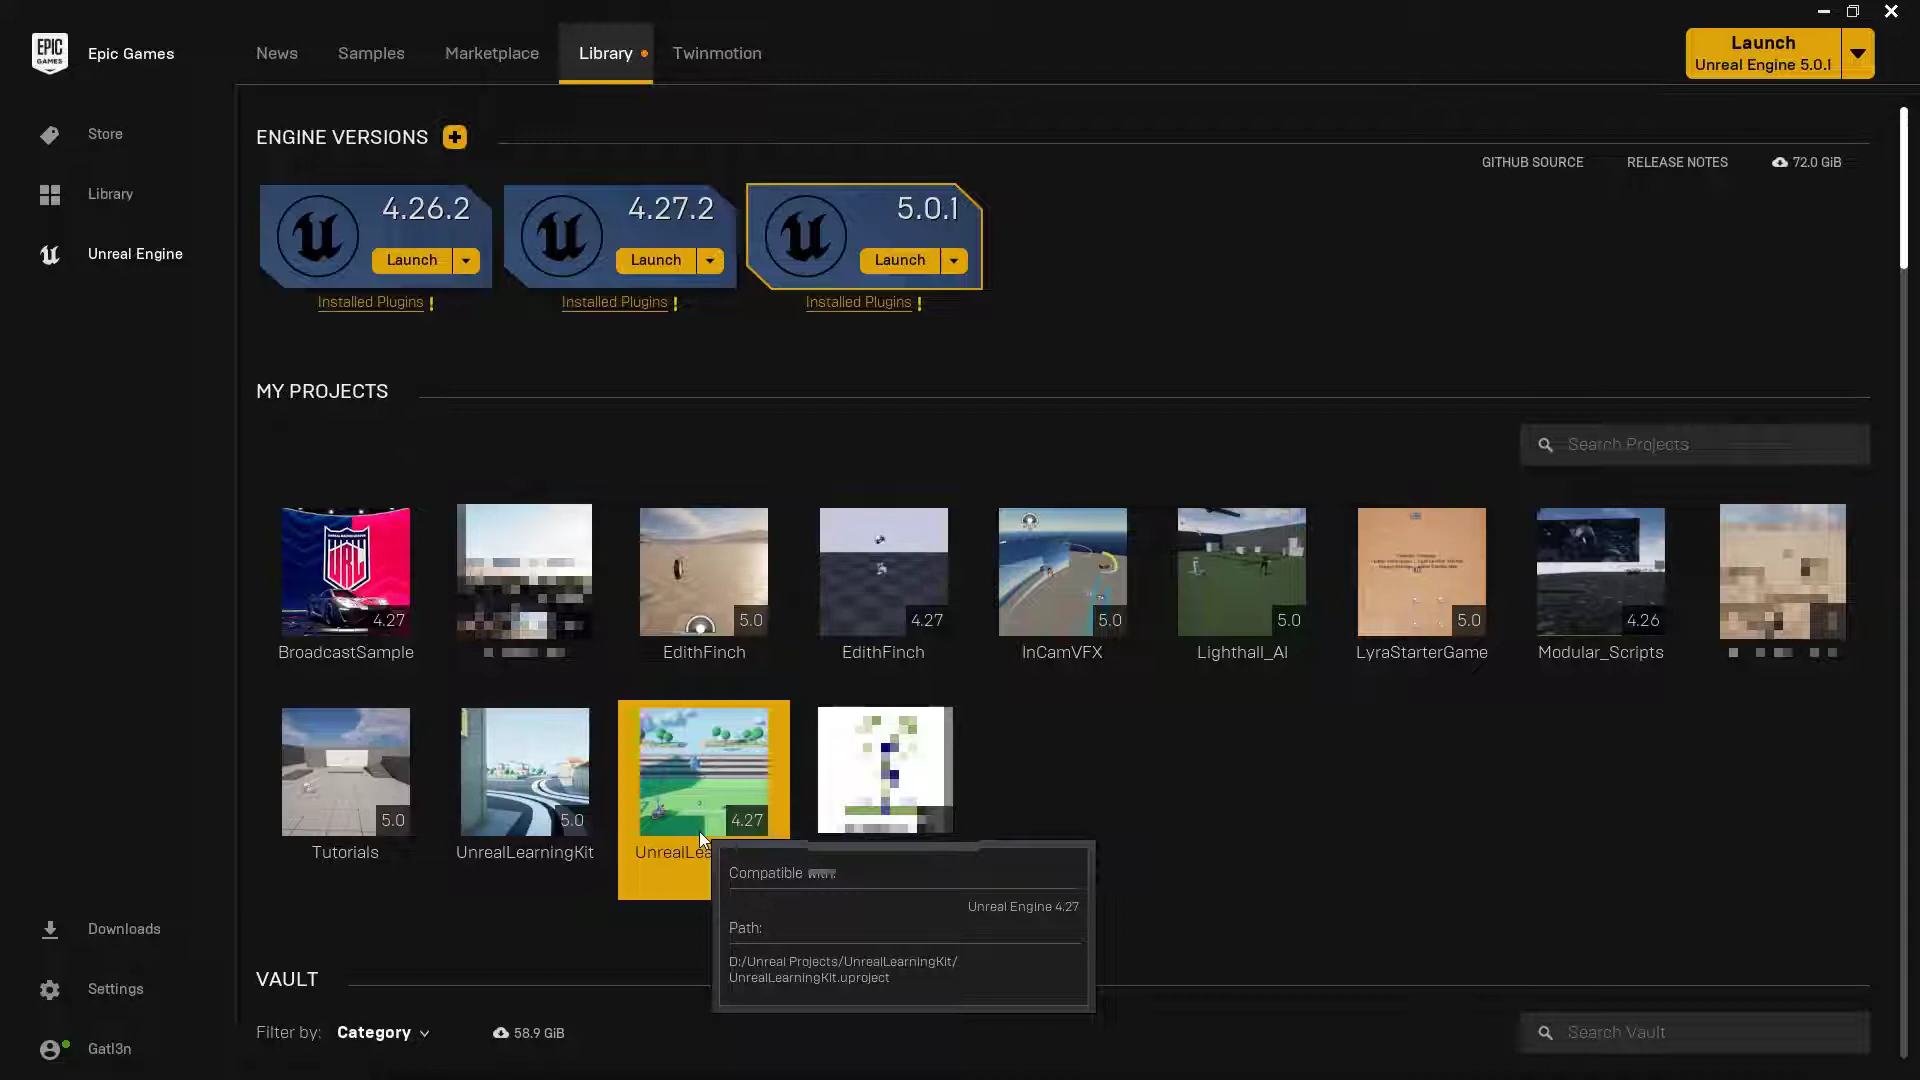 EPIC GAMES
Epic Games
News
Samples
Marketplace
Library
Twinmotion
Launch
Unreal Engine 5.0.1
Store
Library
Unreal Engine
ENGINE VERSIONS
GITHUB SOURCE
RELEASE NOTES
72.0 GiB
4.26.2
4.27.2
5.0.1
Launch
Launch
Launch
Installed Plugins !
Installed Plugins !
Installed Plugins !
MY PROJECTS
Search Projects
4.27
5.0
4.27
5.0
5.0
5.0
4.26
BroadcastSample
EdithFinch
EdithFinch
InCamVFX
Lighthall_AI
LyraStarterGame
Modular_Scripts
5.0
5.0
4.27
Tutorials
UnrealLearningKit
UnrealLea
Compatible with:
Unreal Engine 4.27
Path:
D:/Unreal Projects/UnrealLearningKit/
UnrealLearningKit.uproject
Downloads
Settings
Gatl3n
VAULT
Filter by:
Category
58.9 GiB
Search Vault